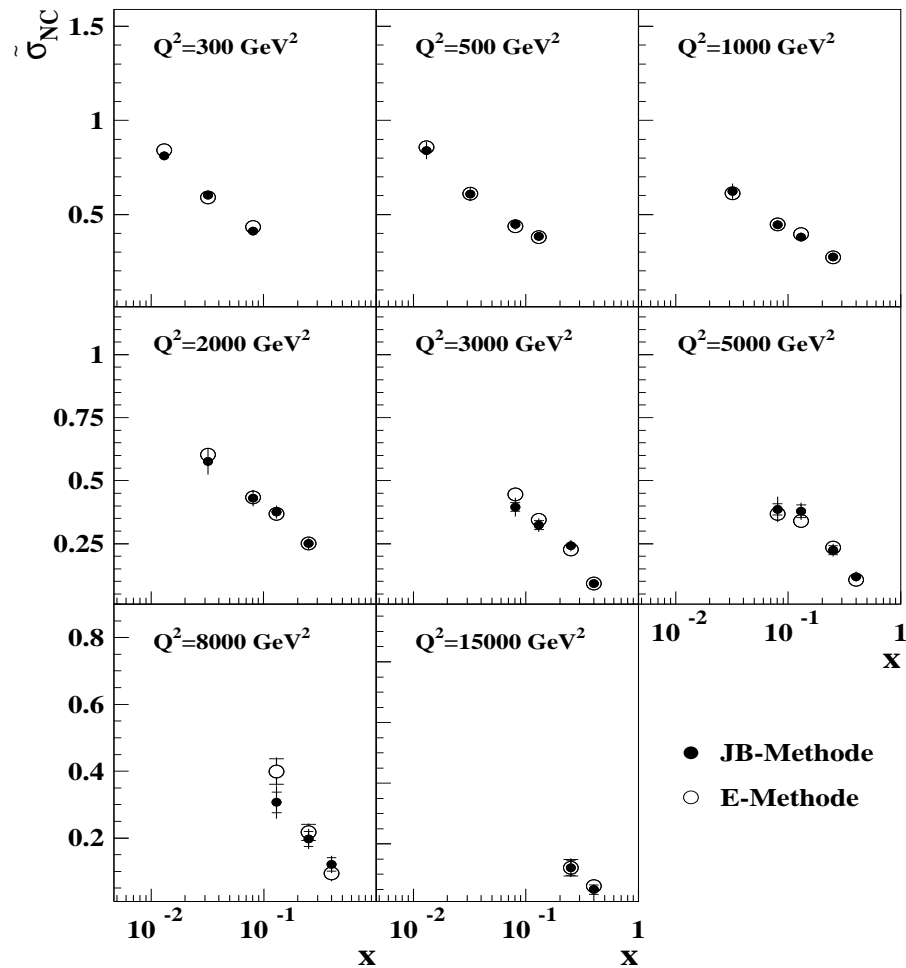 σ̃_NC
1.5
Q²=300 GeV²
Q²=500 GeV²
Q²=1000 GeV²
1
0.5
Q²=2000 GeV²
Q²=3000 GeV²
Q²=5000 GeV²
1
0.75
0.5
0.25
10⁻² 10⁻¹ 1
x
Q²=8000 GeV²
Q²=15000 GeV²
0.8
0.6
0.4
0.2
JB-Methode
E-Methode
10⁻² 10⁻¹ 10⁻² 10⁻¹ 1
x x